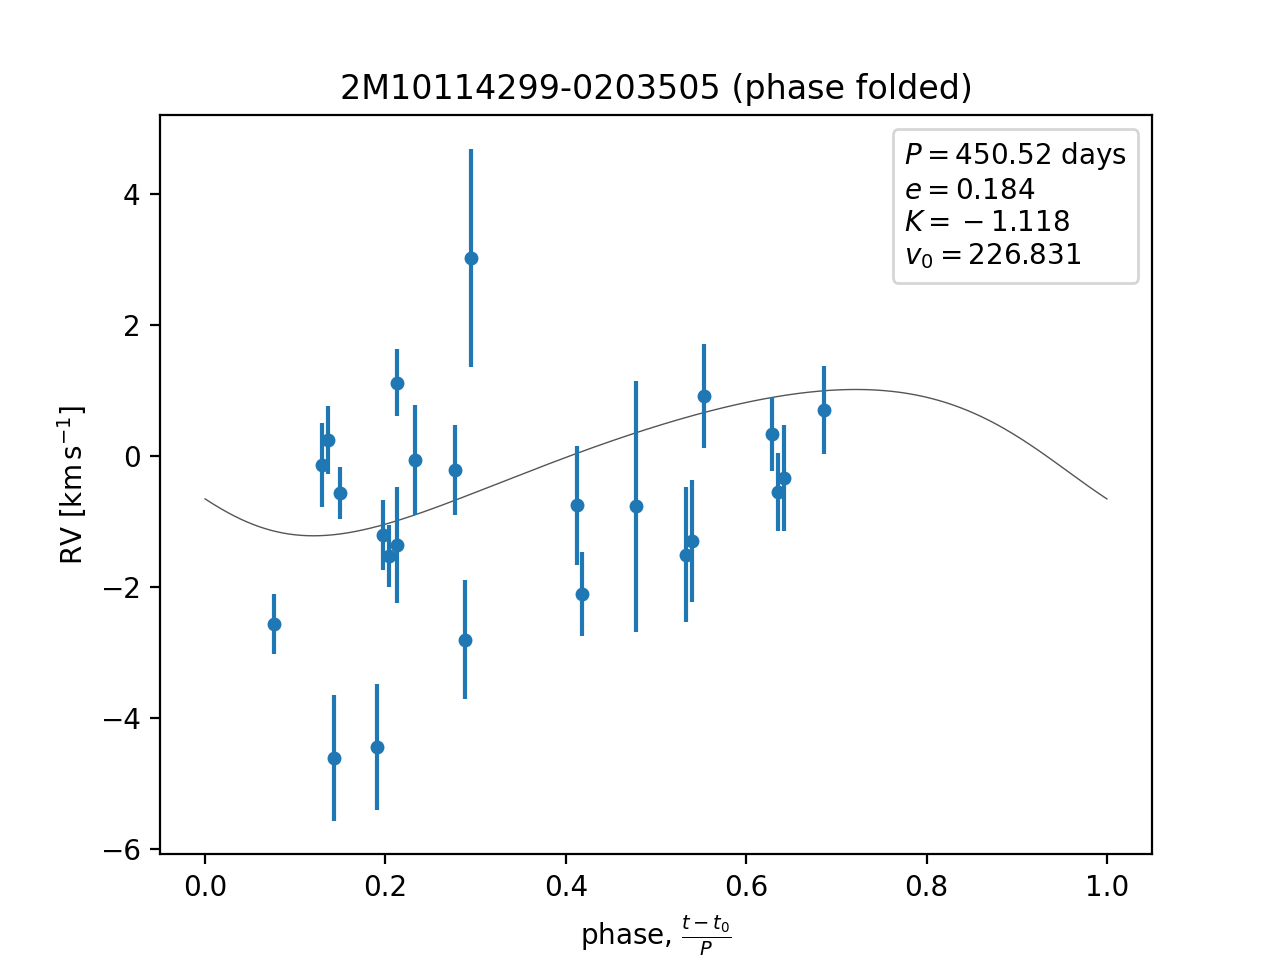 2M10114299-0203505 (phase folded)
P = 450.52 days
e = 0.184
K = −1.118
v₀ = 226.831
4
2
0
−2
−4
−6
RV [km s⁻¹]
0.0 0.2 0.4 0.6 0.8 1.0
phase, (t − t₀)/P